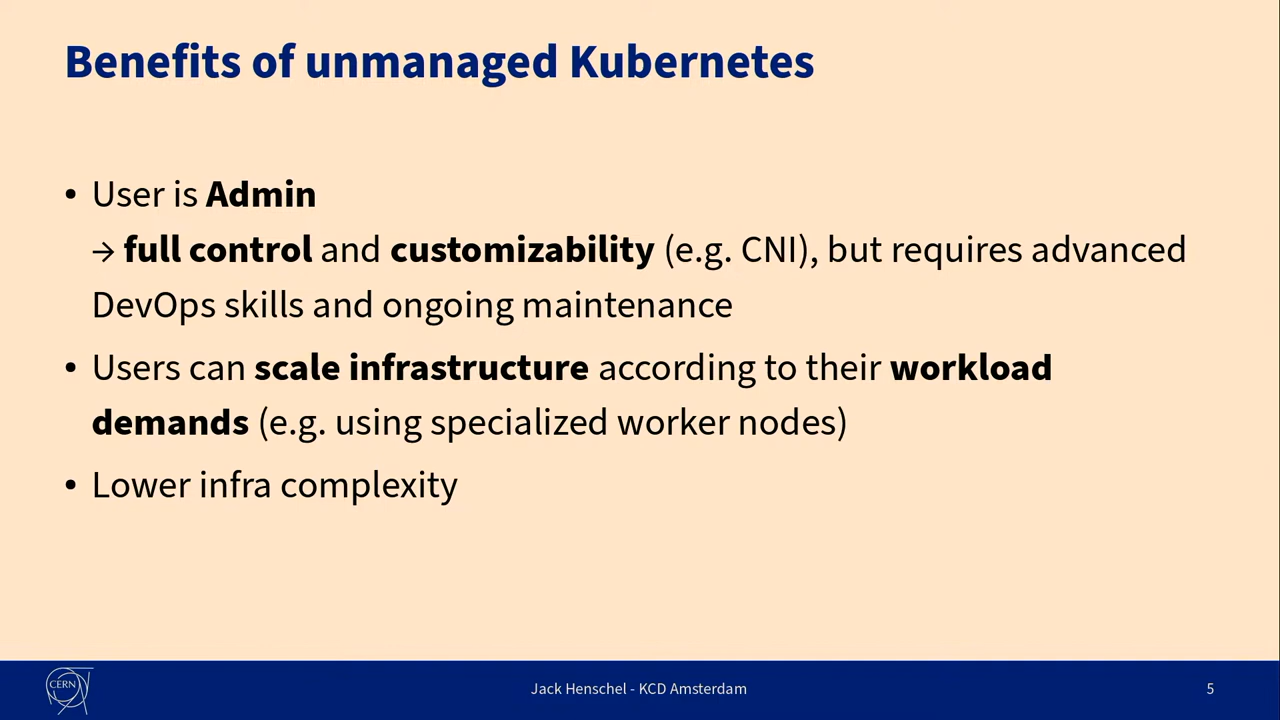 Benefits of unmanaged Kubernetes
• User is Admin
→ full control and customizability (e.g. CNI), but requires advanced
DevOps skills and ongoing maintenance
• Users can scale infrastructure according to their workload
demands (e.g. using specialized worker nodes)
• Lower infra complexity
CERN
Jack Henschel - KCD Amsterdam
5